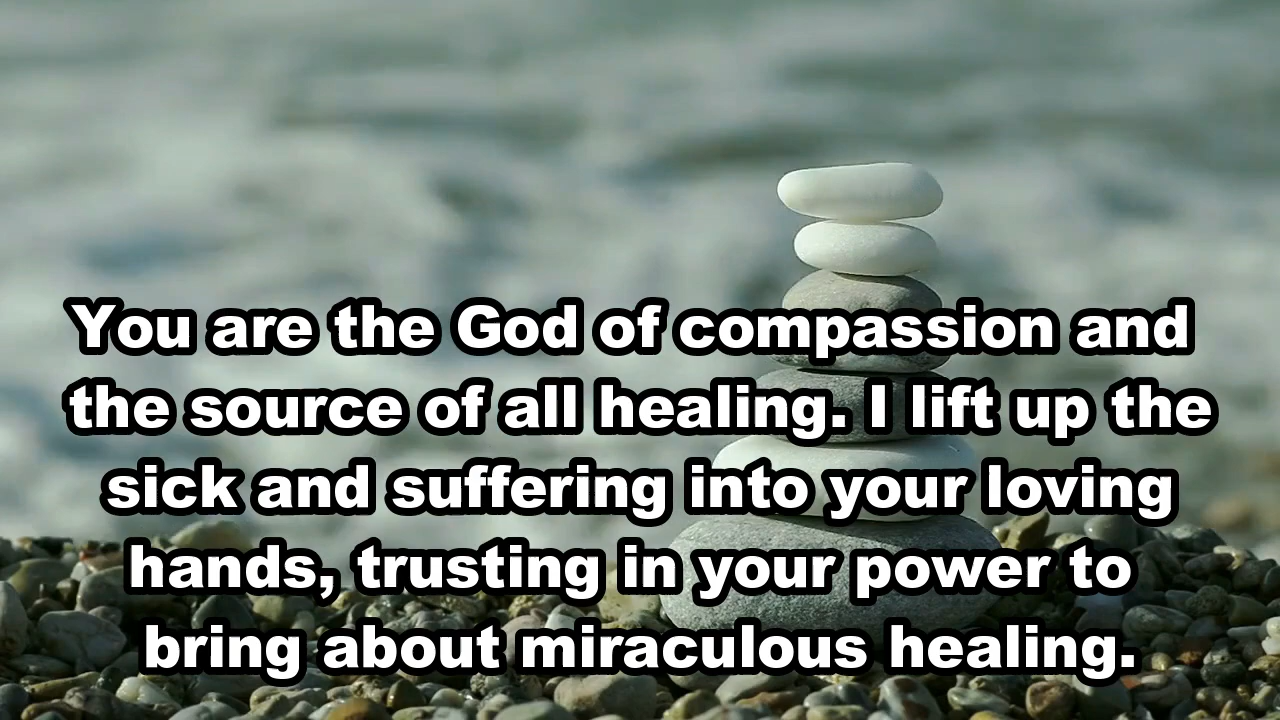 You are the God of compassion and
the source of all healing. I lift up the
sick and suffering into your loving
hands, trusting in your power to
bring about miraculous healing.